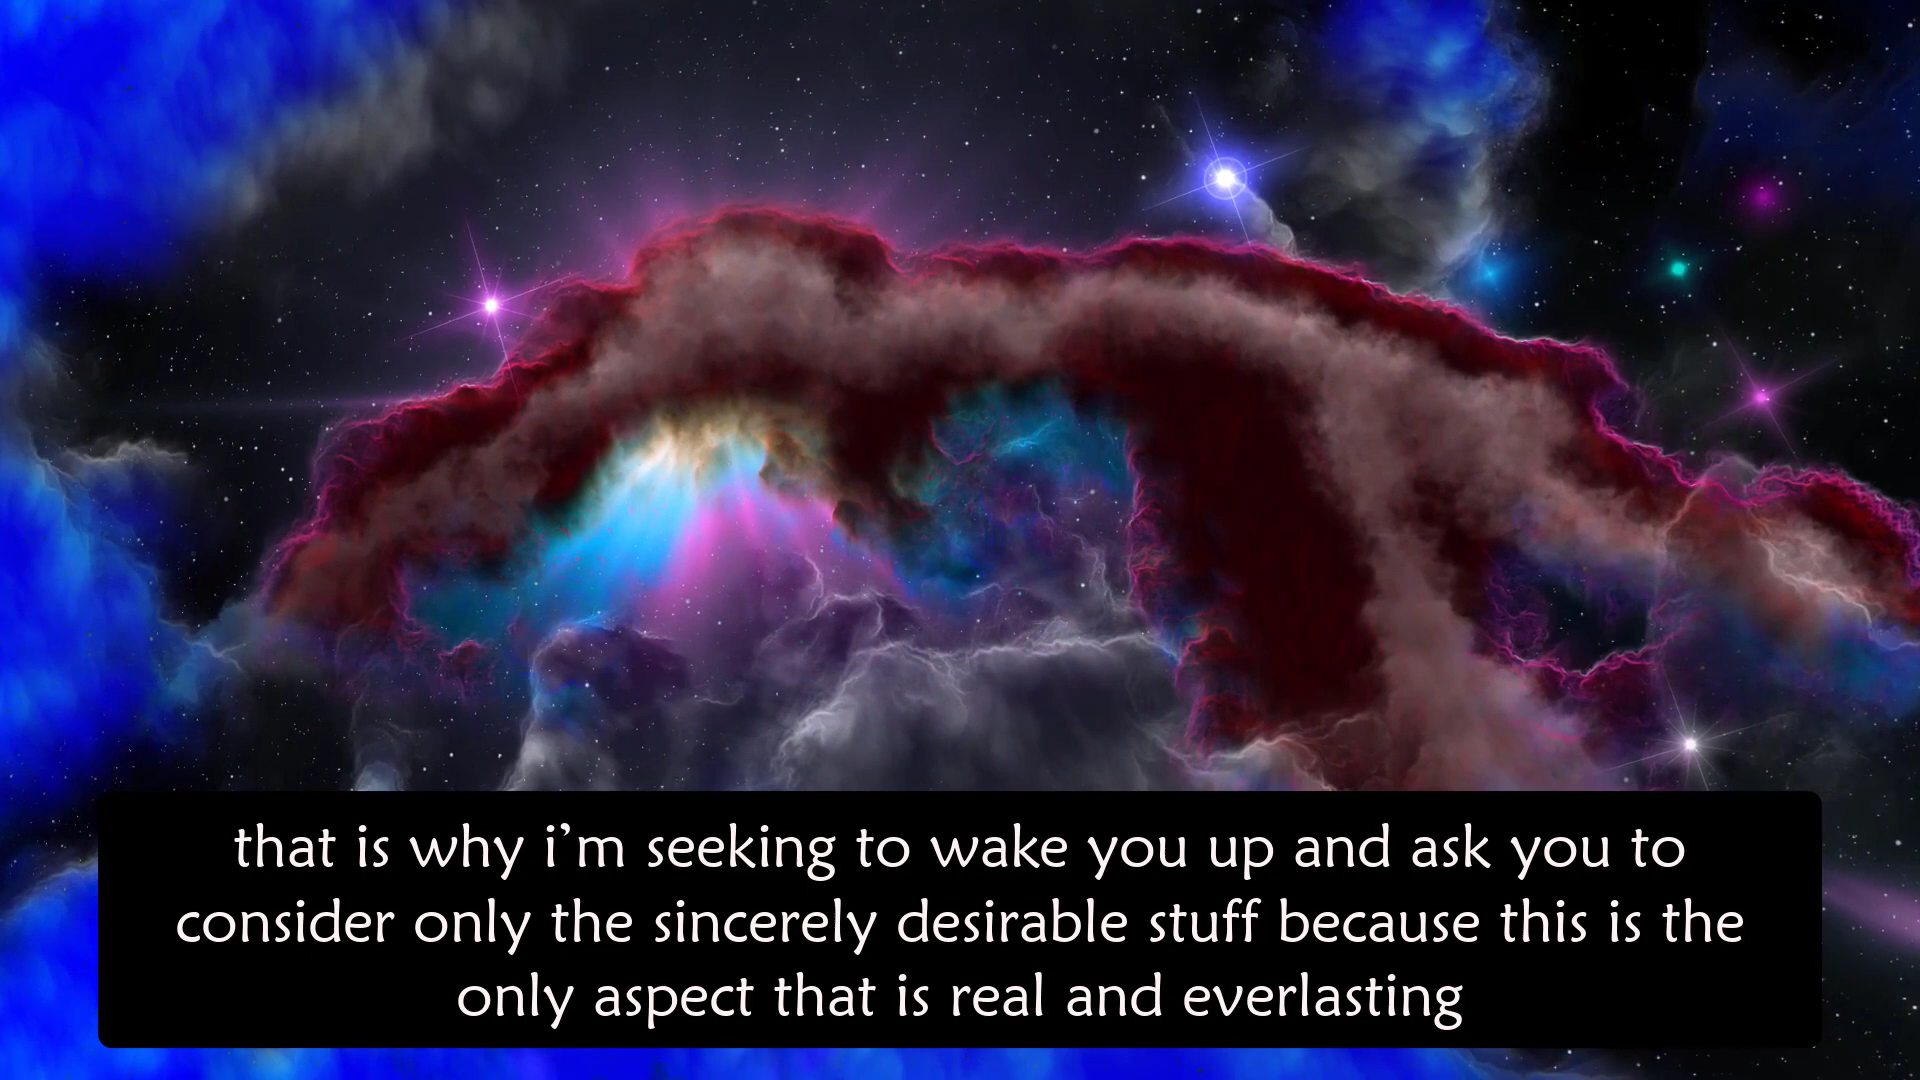 that is why i’m seeking to wake you up and ask you to
consider only the sincerely desirable stuff because this is the
only aspect that is real and everlasting